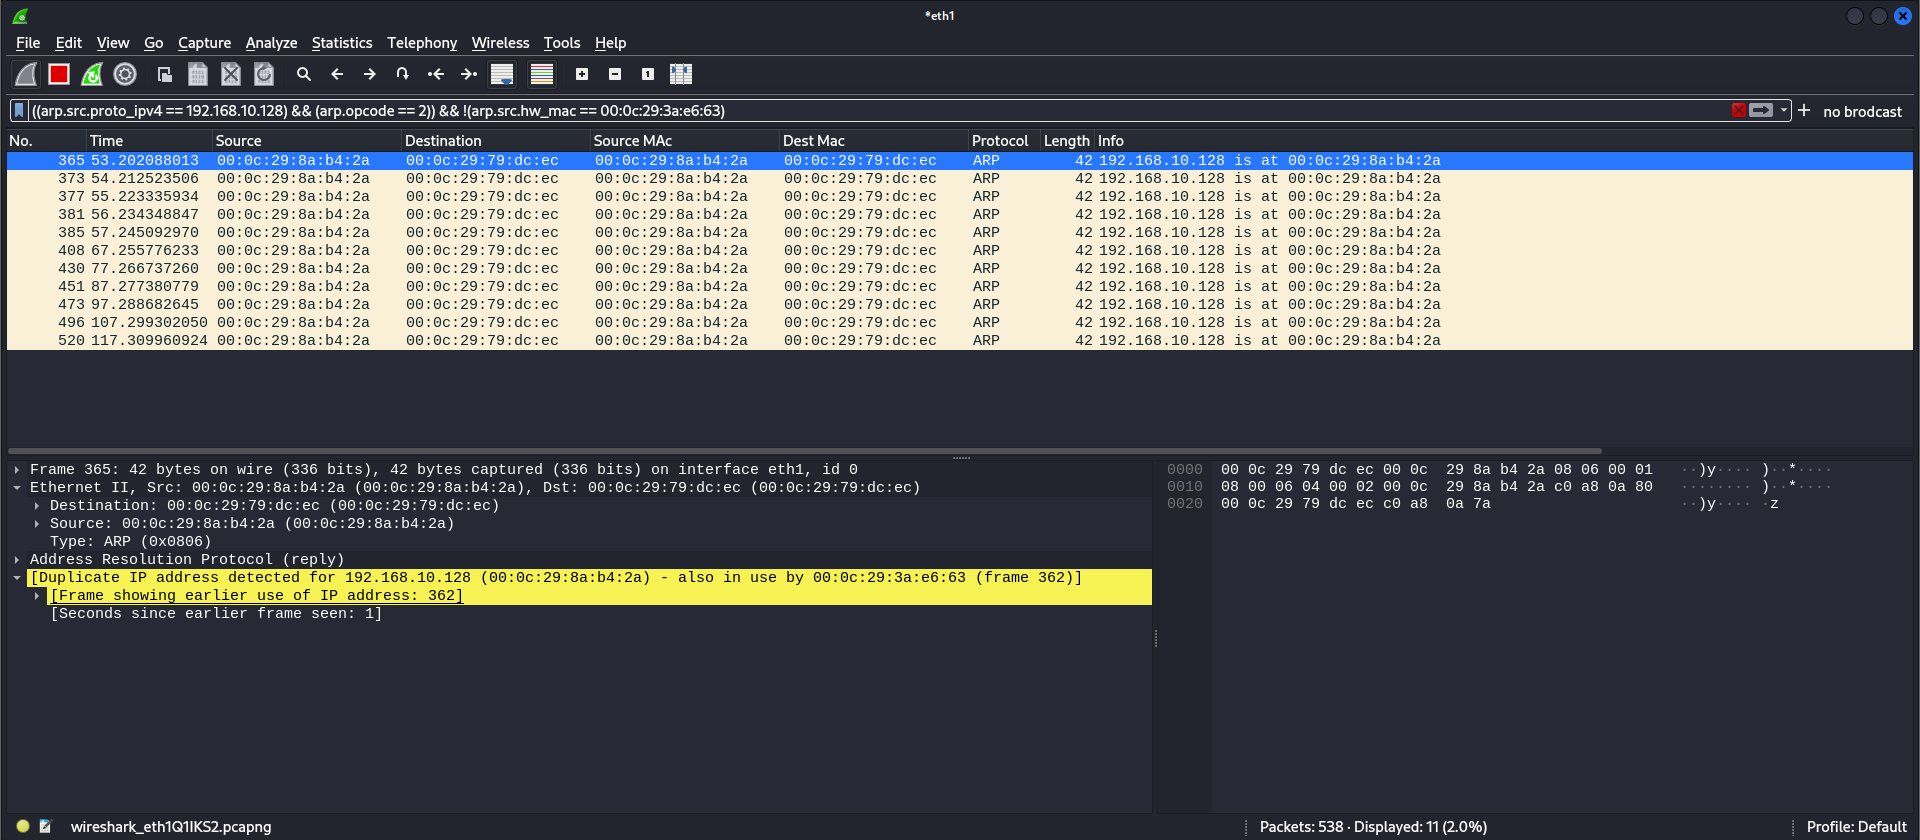 *eth1
File Edit View Go Capture Analyze Statistics Telephony Wireless Tools Help
((arp.src.proto_ipv4 == 192.168.10.128) && (arp.opcode == 2)) && !(arp.src.hw_mac == 00:0c:29:3a:e6:63) + no brodcast
No. Time Source Destination Source MAc Dest Mac Protocol Length Info
365 53.202088013 00:0c:29:8a:b4:2a 00:0c:29:79:dc:ec 00:0c:29:8a:b4:2a 00:0c:29:79:dc:ec ARP 42 192.168.10.128 is at 00:0c:29:8a:b4:2a
373 54.212523506 00:0c:29:8a:b4:2a 00:0c:29:79:dc:ec 00:0c:29:8a:b4:2a 00:0c:29:79:dc:ec ARP 42 192.168.10.128 is at 00:0c:29:8a:b4:2a
377 55.223335934 00:0c:29:8a:b4:2a 00:0c:29:79:dc:ec 00:0c:29:8a:b4:2a 00:0c:29:79:dc:ec ARP 42 192.168.10.128 is at 00:0c:29:8a:b4:2a
381 56.234348847 00:0c:29:8a:b4:2a 00:0c:29:79:dc:ec 00:0c:29:8a:b4:2a 00:0c:29:79:dc:ec ARP 42 192.168.10.128 is at 00:0c:29:8a:b4:2a
385 57.245092970 00:0c:29:8a:b4:2a 00:0c:29:79:dc:ec 00:0c:29:8a:b4:2a 00:0c:29:79:dc:ec ARP 42 192.168.10.128 is at 00:0c:29:8a:b4:2a
408 67.255776233 00:0c:29:8a:b4:2a 00:0c:29:79:dc:ec 00:0c:29:8a:b4:2a 00:0c:29:79:dc:ec ARP 42 192.168.10.128 is at 00:0c:29:8a:b4:2a
430 77.266737260 00:0c:29:8a:b4:2a 00:0c:29:79:dc:ec 00:0c:29:8a:b4:2a 00:0c:29:79:dc:ec ARP 42 192.168.10.128 is at 00:0c:29:8a:b4:2a
451 87.277380779 00:0c:29:8a:b4:2a 00:0c:29:79:dc:ec 00:0c:29:8a:b4:2a 00:0c:29:79:dc:ec ARP 42 192.168.10.128 is at 00:0c:29:8a:b4:2a
473 97.288682645 00:0c:29:8a:b4:2a 00:0c:29:79:dc:ec 00:0c:29:8a:b4:2a 00:0c:29:79:dc:ec ARP 42 192.168.10.128 is at 00:0c:29:8a:b4:2a
496 107.299302050 00:0c:29:8a:b4:2a 00:0c:29:79:dc:ec 00:0c:29:8a:b4:2a 00:0c:29:79:dc:ec ARP 42 192.168.10.128 is at 00:0c:29:8a:b4:2a
520 117.309960924 00:0c:29:8a:b4:2a 00:0c:29:79:dc:ec 00:0c:29:8a:b4:2a 00:0c:29:79:dc:ec ARP 42 192.168.10.128 is at 00:0c:29:8a:b4:2a
Frame 365: 42 bytes on wire (336 bits), 42 bytes captured (336 bits) on interface eth1, id 0
Ethernet II, Src: 00:0c:29:8a:b4:2a (00:0c:29:8a:b4:2a), Dst: 00:0c:29:79:dc:ec (00:0c:29:79:dc:ec)
Destination: 00:0c:29:79:dc:ec (00:0c:29:79:dc:ec)
Source: 00:0c:29:8a:b4:2a (00:0c:29:8a:b4:2a)
Type: ARP (0x0806)
Address Resolution Protocol (reply)
[Duplicate IP address detected for 192.168.10.128 (00:0c:29:8a:b4:2a) - also in use by 00:0c:29:3a:e6:63 (frame 362)]
[Frame showing earlier use of IP address: 362]
[Seconds since earlier frame seen: 1]
0000 00 0c 29 79 dc ec 00 0c 29 8a b4 2a 08 06 00 01 ··)y···· )··*····
0010 08 00 06 04 00 02 00 0c 29 8a b4 2a c0 a8 0a 80 ········ )··*····
0020 00 0c 29 79 dc ec c0 a8 0a 7a ··)y···· ·z
wireshark_eth1Q1IKS2.pcapng
Packets: 538 · Displayed: 11 (2.0%)
Profile: Default